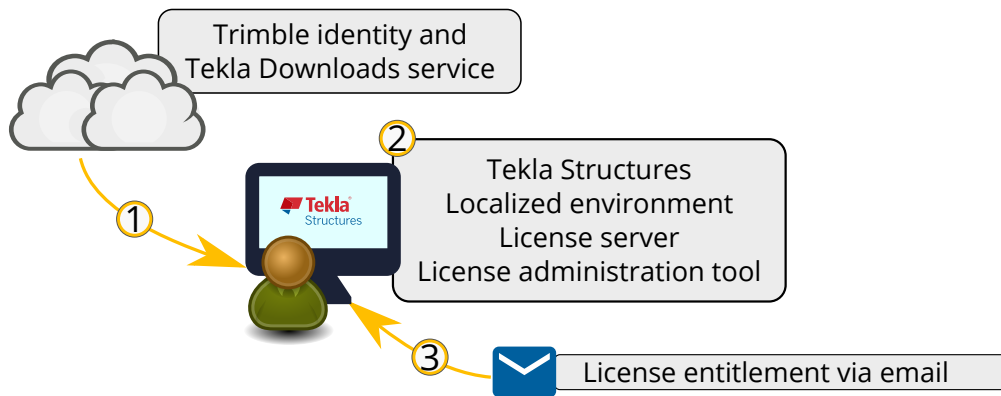 Trimble identity and
Tekla Downloads service
2
Tekla Structures
Localized environment
License server
License administration tool
Tekla®
Structures
1
3
License entitlement via email